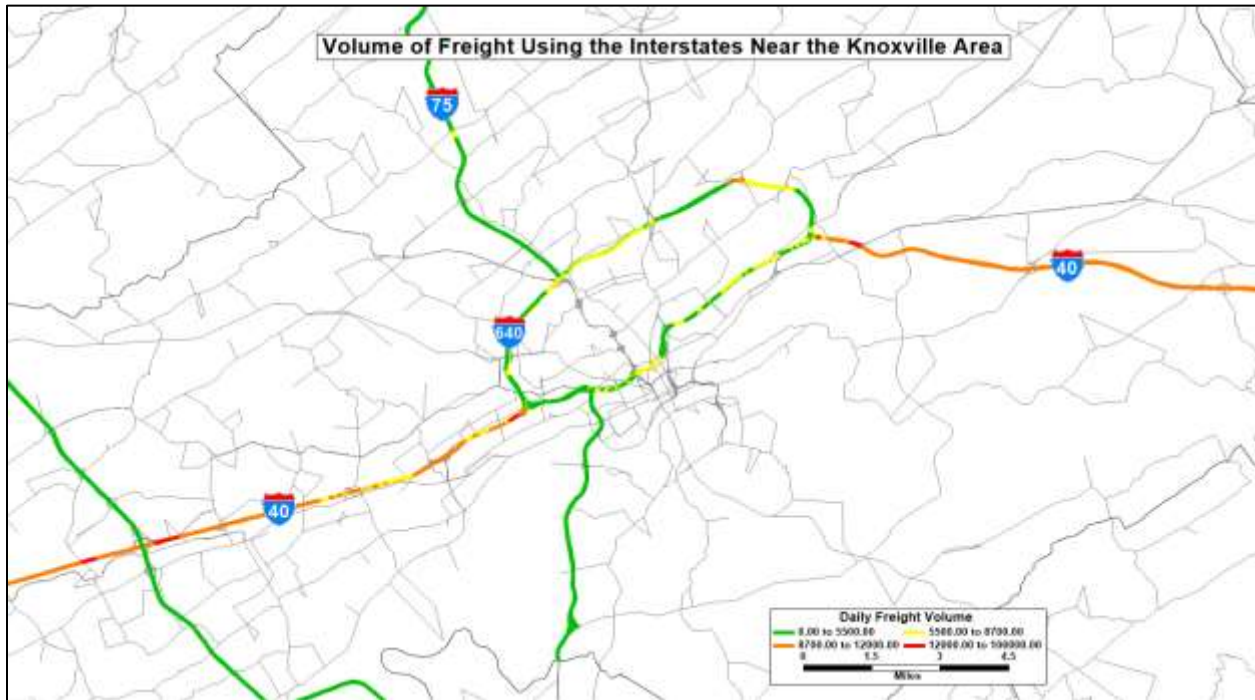 Volume of Freight Using the Interstates Near the Knoxville Area
75
40
640
40
Daily Freight Volume
0.00 to 5500.00 5500.00 to 8700.00
8700.00 to 12000.00 12000.00 to 100000.00
0 1.5 3 4.5
Miles